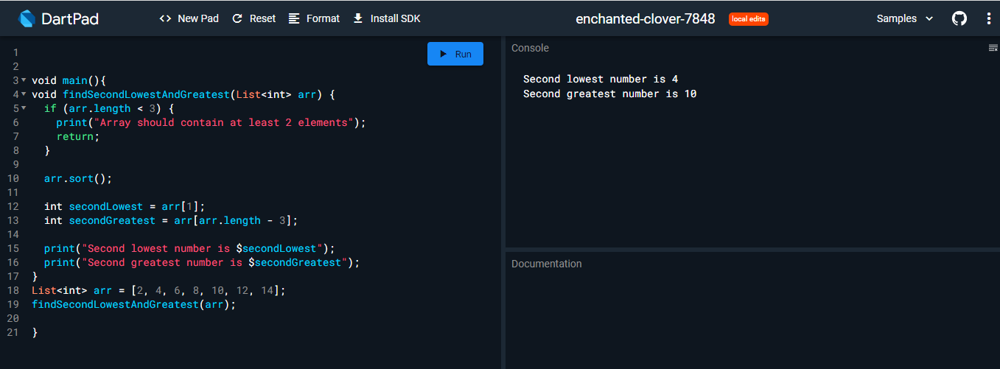 DartPad
<> New Pad
Reset
Format
Install SDK
enchanted-clover-7848
local edits
Samples
Run
1
2
3 void main(){
4 void findSecondLowestAndGreatest(List<int> arr) {
5   if (arr.length < 3) {
6     print("Array should contain at least 2 elements");
7     return;
8   }
9
10   arr.sort();
11
12   int secondLowest = arr[1];
13   int secondGreatest = arr[arr.length - 3];
14
15   print("Second lowest number is $secondLowest");
16   print("Second greatest number is $secondGreatest");
17 }
18 List<int> arr = [2, 4, 6, 8, 10, 12, 14];
19 findSecondLowestAndGreatest(arr);
20
21 }
Console
Second lowest number is 4
Second greatest number is 10
Documentation